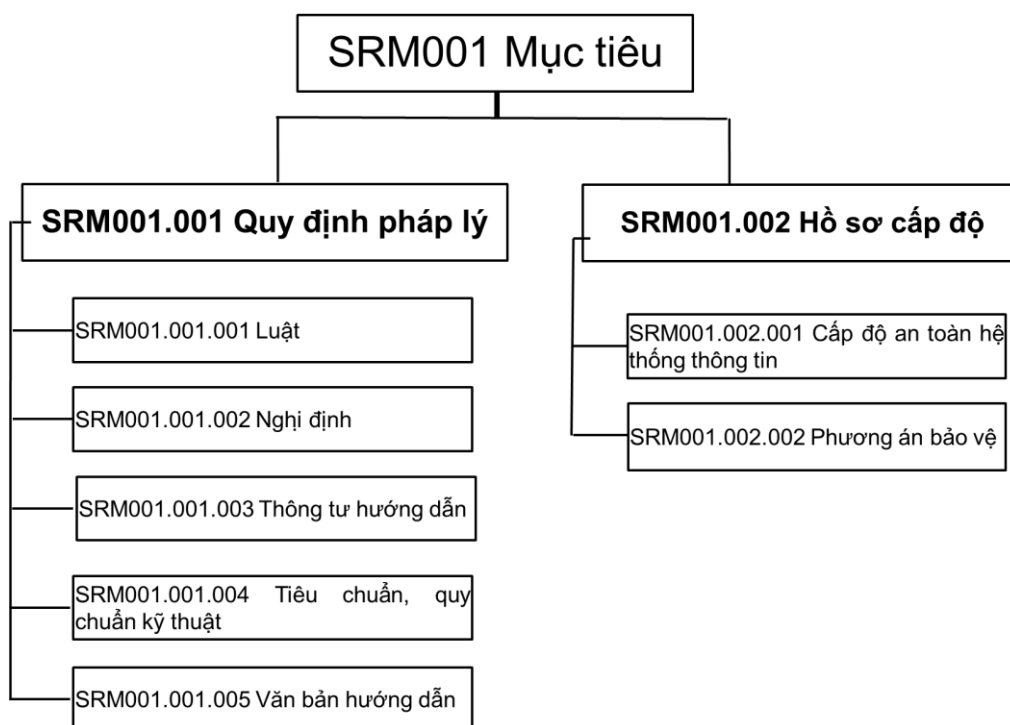 SRM001 Mục tiêu
SRM001.001 Quy định pháp lý
SRM001.001.001 Luật
SRM001.001.002 Nghị định
SRM001.001.003 Thông tư hướng dẫn
SRM001.001.004 Tiêu chuẩn, quy
chuẩn kỹ thuật
SRM001.001.005 Văn bản hướng dẫn
SRM001.002 Hồ sơ cấp độ
SRM001.002.001 Cấp độ an toàn hệ
thống thông tin
SRM001.002.002 Phương án bảo vệ